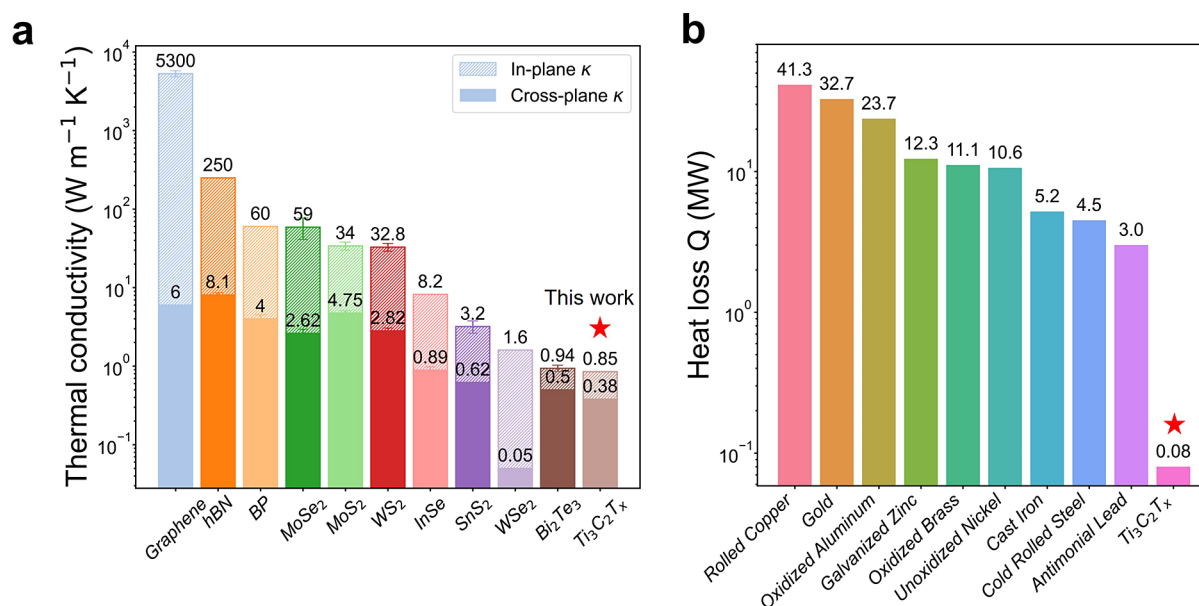 a
Thermal conductivity (W m⁻¹ K⁻¹)
10⁴
10³
10²
10¹
10⁰
10⁻¹
In-plane κ
Cross-plane κ
5300
250
60
59
34
32.8
8.2
3.2
1.6
0.94
0.85
6
8.1
4
2.62
4.75
2.82
0.89
0.62
0.05
0.5
0.38
This work
Graphene
hBN
BP
MoSe₂
MoS₂
WS₂
InSe
SnS₂
WSe₂
Bi₂Te₃
Ti₃C₂Tₓ
b
Heat loss Q (MW)
10¹
10⁰
10⁻¹
41.3
32.7
23.7
12.3
11.1
10.6
5.2
4.5
3.0
0.08
Rolled Copper
Gold
Oxidized Aluminum
Galvanized Zinc
Oxidized Brass
Unoxidized Nickel
Cast Iron
Cold Rolled Steel
Antimonial Lead
Ti₃C₂Tₓ